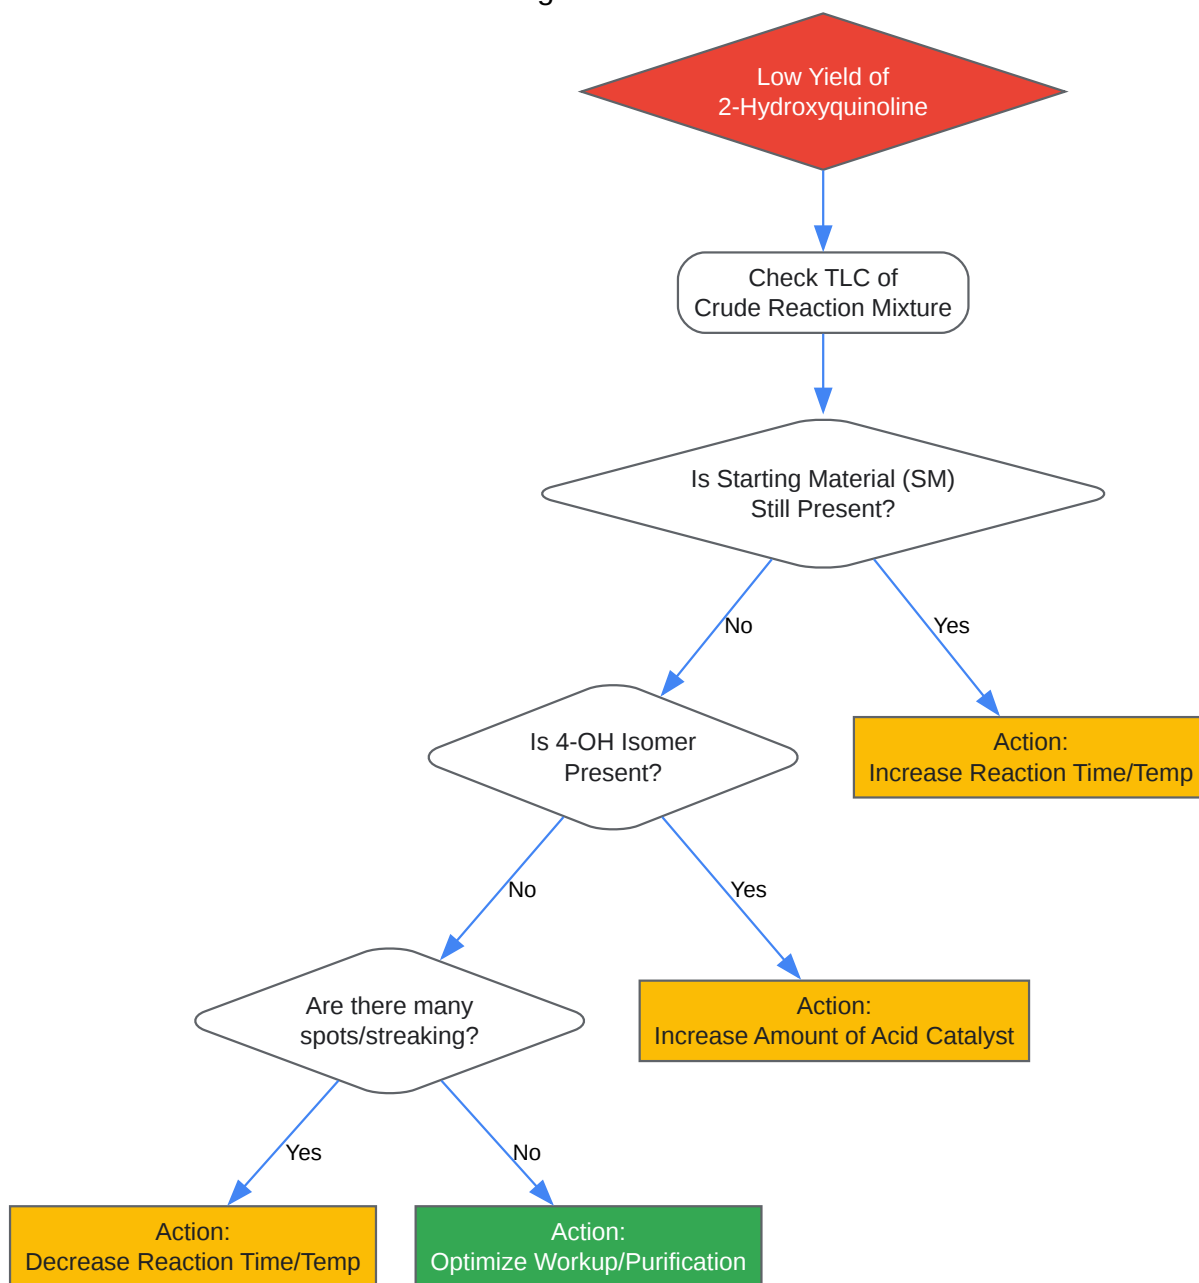 Low Yield of
2-Hydroxyquinoline
Check TLC of
Crude Reaction Mixture
Is Starting Material (SM)
Still Present?
No
Yes
Is 4-OH Isomer
Present?
Action:
Increase Reaction Time/Temp
No
Yes
Are there many
spots/streaking?
Action:
Increase Amount of Acid Catalyst
Yes
No
Action:
Decrease Reaction Time/Temp
Action:
Optimize Workup/Purification